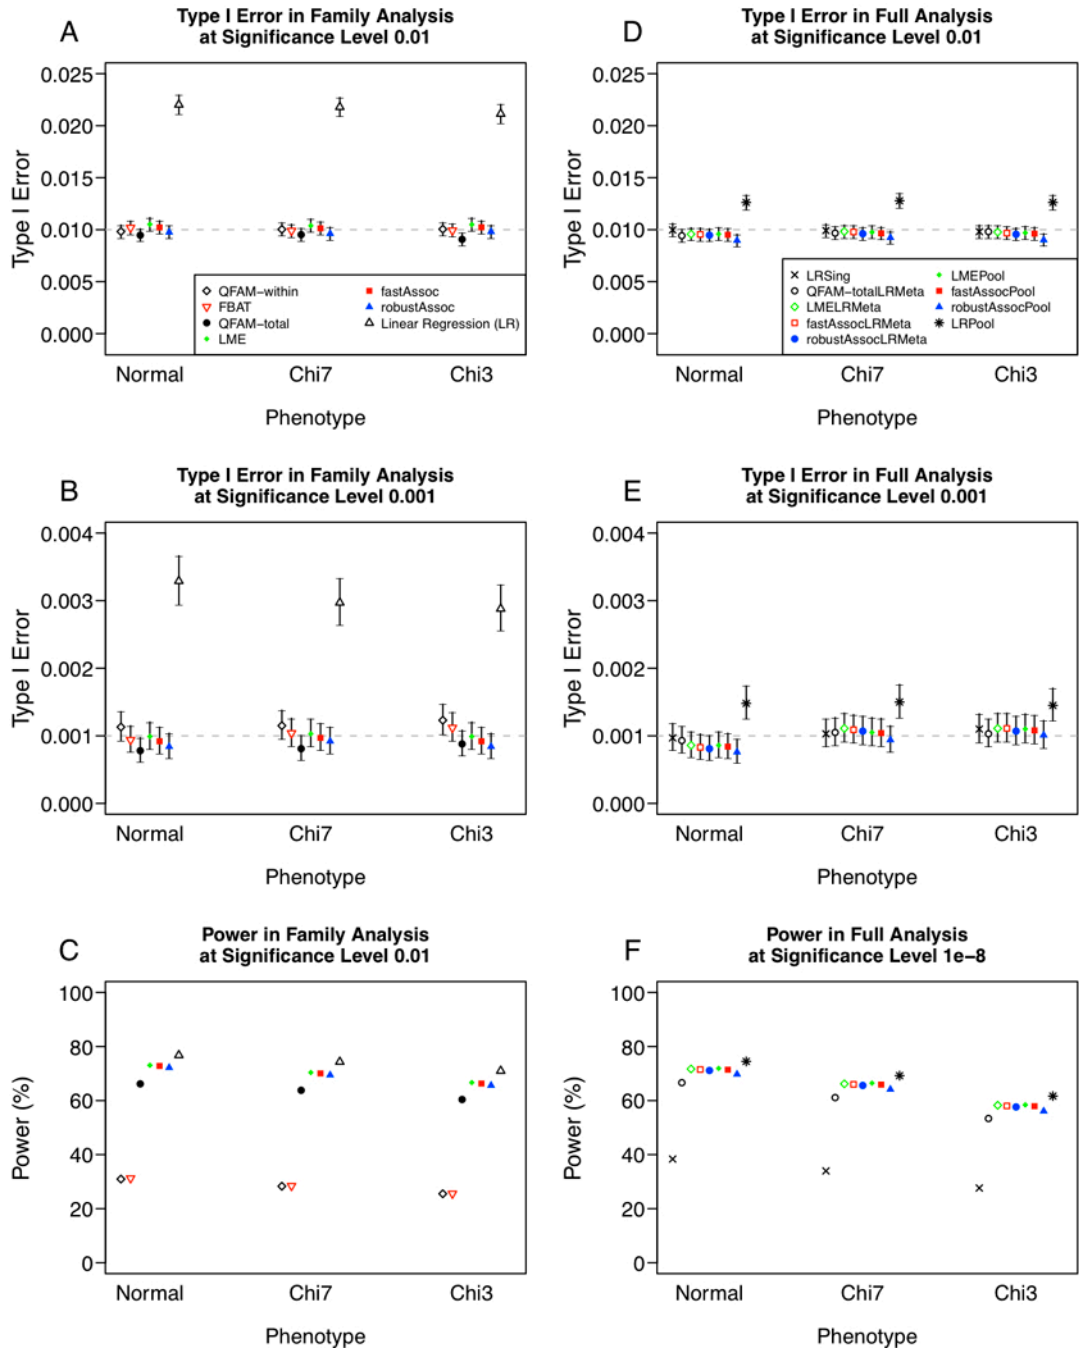 A
Type I Error in Family Analysis
at Significance Level 0.01
Type I Error
0.025
0.020
0.015
0.010
0.005
0.000
QFAM-within
FBAT
QFAM-total
LME
fastAssoc
robustAssoc
Linear Regression (LR)
Normal Chi7 Chi3
Phenotype
D
Type I Error in Full Analysis
at Significance Level 0.01
Type I Error
0.025
0.020
0.015
0.010
0.005
0.000
LRSing
QFAM-totalLRMeta
LMELRMeta
fastAssocLRMeta
robustAssocLRMeta
LMEPool
fastAssocPool
robustAssocPool
LRPool
Normal Chi7 Chi3
Phenotype
B
Type I Error in Family Analysis
at Significance Level 0.001
Type I Error
0.004
0.003
0.002
0.001
0.000
Normal Chi7 Chi3
Phenotype
E
Type I Error in Full Analysis
at Significance Level 0.001
Type I Error
0.004
0.003
0.002
0.001
0.000
Normal Chi7 Chi3
Phenotype
C
Power in Family Analysis
at Significance Level 0.01
Power (%)
100
80
60
40
20
0
Normal Chi7 Chi3
Phenotype
F
Power in Full Analysis
at Significance Level 1e-8
Power (%)
100
80
60
40
20
0
Normal Chi7 Chi3
Phenotype